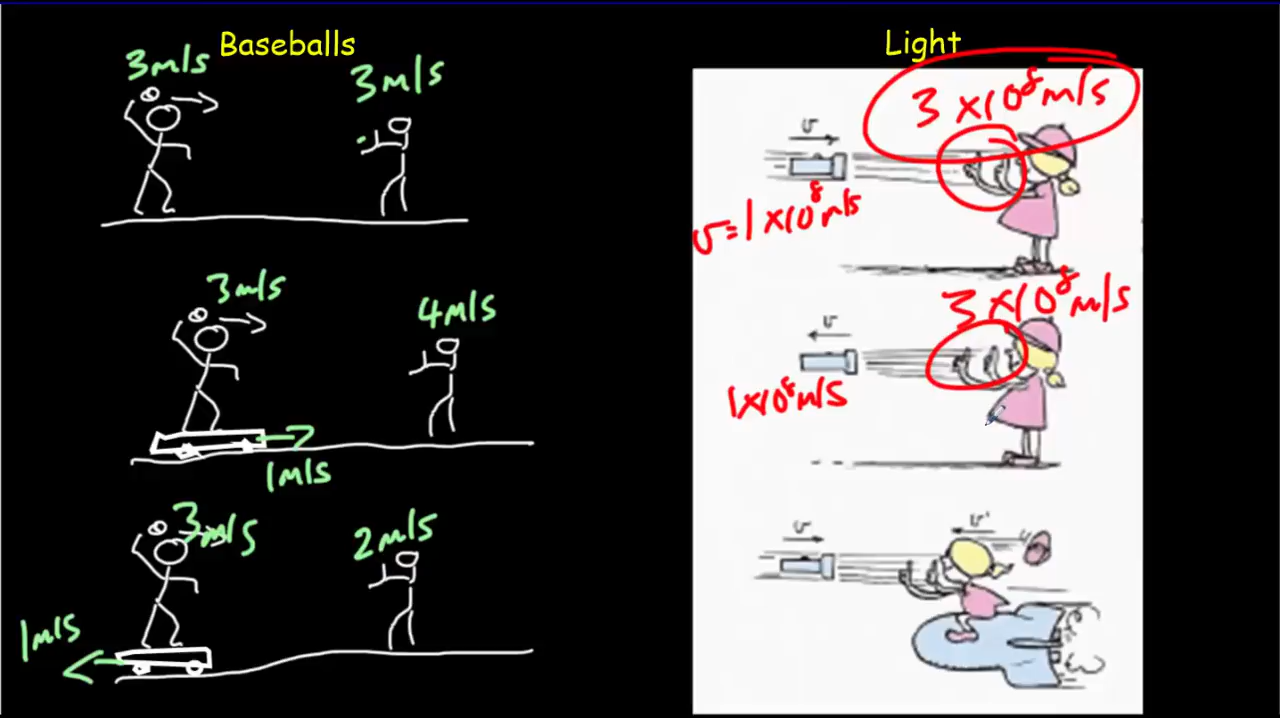 Baseballs
3m/s
3m/s
3m/s
4m/s
1m/s
3m/s
2m/s
1m/s
Light
3×10⁸m/s
v
v=1×10⁸m/s
3×10⁸m/s
v
1×10⁸m/s
v
v'